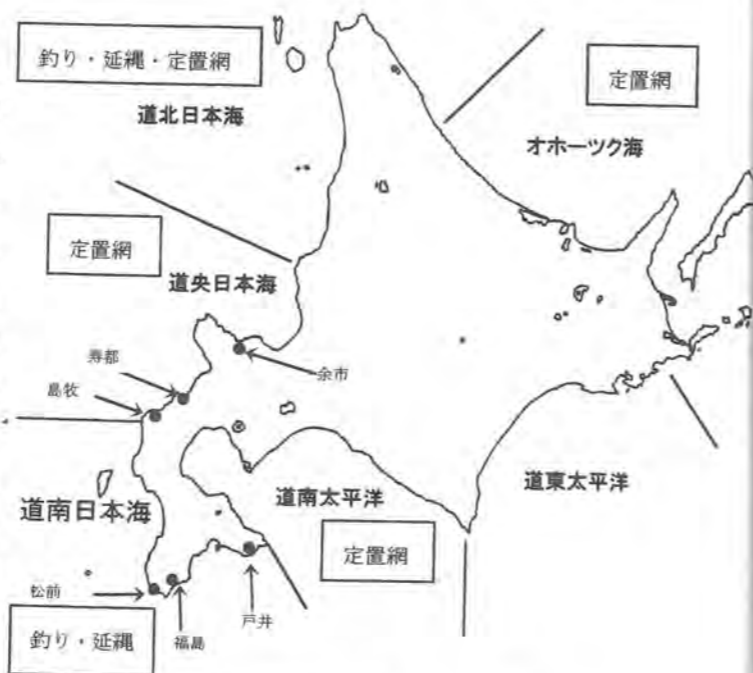 釣り・延縄・定置網
道北日本海
定置網
オホーツク海
定置網
道央日本海
寿都
余市
島牧
道南日本海
道南太平洋
道東太平洋
定置網
松前
戸井
福島
釣り・延縄